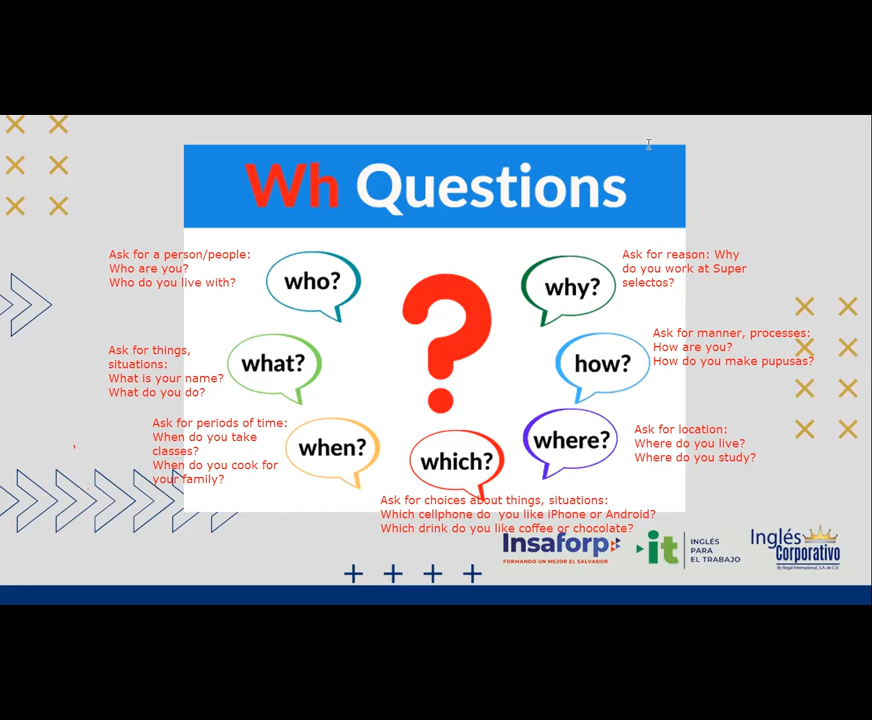 Wh Questions
Ask for a person/people:
Who are you?
Who do you live with?
who?
why?
Ask for reason: Why
do you work at Super
selectos?
Ask for things,
situations:
What is your name?
What do you do?
what?
how?
Ask for manner, processes:
How are you?
How do you make pupusas?
Ask for periods of time:
When do you take
classes?
When do you cook for
your family?
when?
which?
where?
Ask for location:
Where do you live?
Where do you study?
Ask for choices about things, situations:
Which cellphone do  you like iPhone or Android?
Which drink do you like coffee or chocolate?
Insaforp
FORMANDO UN MEJOR EL SALVADOR
it
INGLÉS
PARA
EL TRABAJO
Inglés
Corporativo
By Regal International, S.A. de C.V.